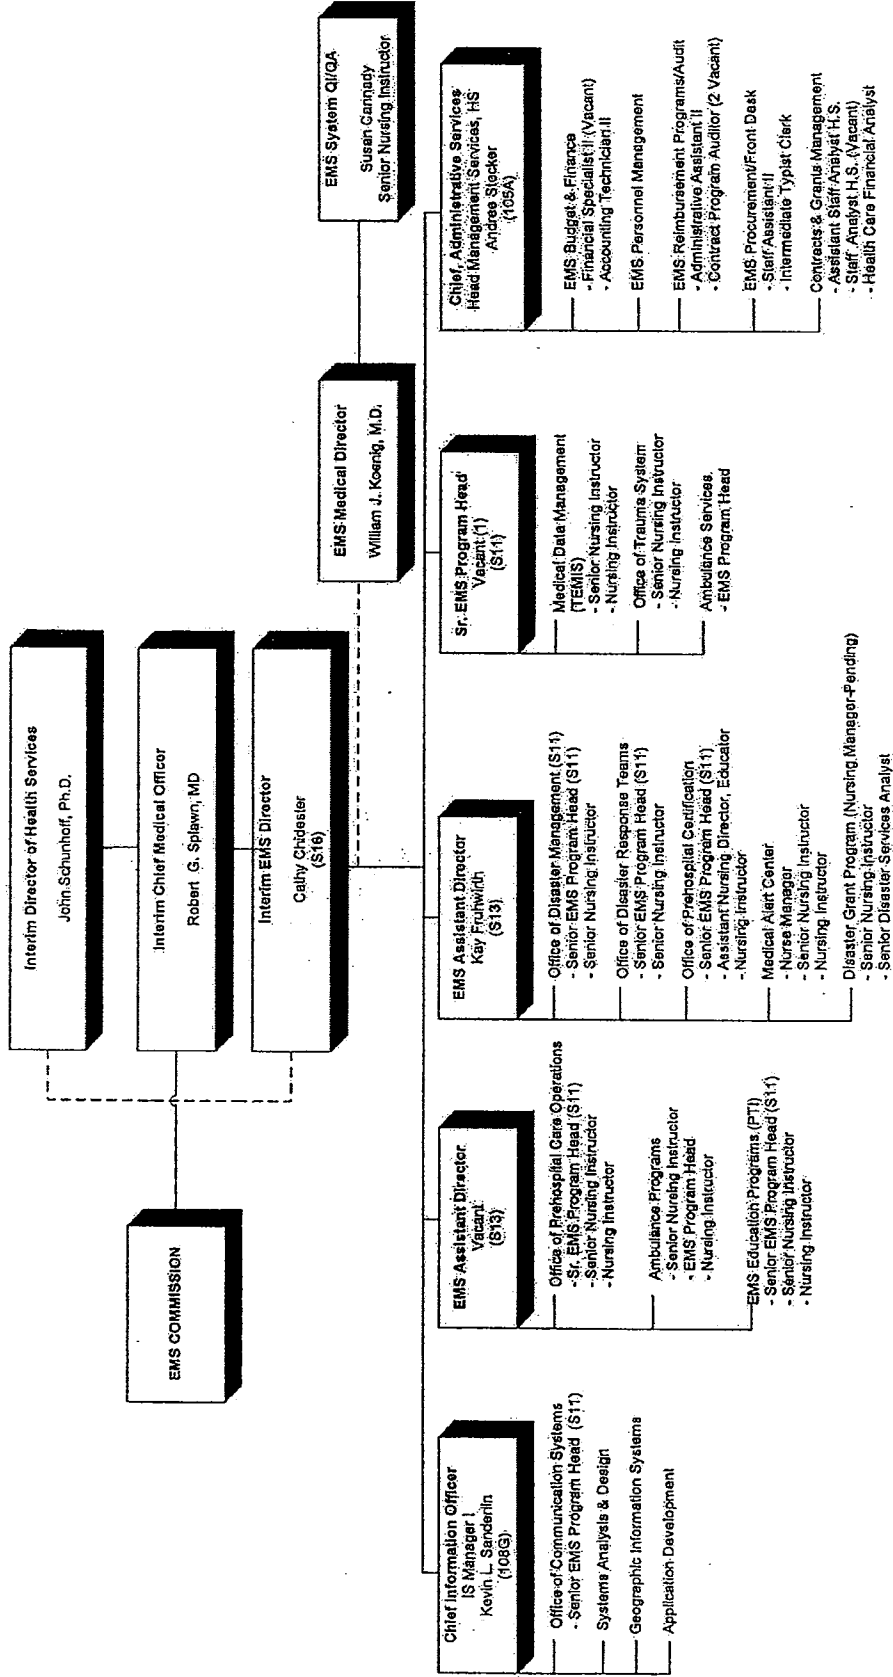 Interim Director of Health Services
John Schunhoff, Ph.D.
Interim Chief Medical Officer
Robert G. Splawn, MD
Interim EMS Director
Cathy Chidester
(S16)
EMS COMMISSION
EMS Medical Director
William J. Koenig, M.D.
EMS System QI/QA
Susan Cannady
Senior Nursing Instructor
Chief Information Officer
IS Manager I
Kevin L. Sanderlin
(108G)
Office of Communication Systems
- Senior EMS Program Head (S11)
Systems Analysis & Design
Geographic Information Systems
Application Development
EMS Assistant Director
Vacant
(S13)
Office of Prehospital Care Operations
- Sr. EMS Program Head (S11)
- Senior Nursing Instructor
- Nursing Instructor
Ambulance Programs
- Senior Nursing Instructor
- EMS Program Head
- Nursing Instructor
EMS Education Programs (PTI)
- Senior EMS Program Head (S11)
- Senior Nursing Instructor
- Nursing Instructor
EMS Assistant Director
Kay Fruhwirth
(S13)
Office of Disaster Management (S11)
- Senior EMS Program Head (S11)
- Senior Nursing Instructor
Office of Disaster Response Teams
- Senior EMS Program Head (S11)
- Senior Nursing Instructor
Office of Prehospital Certification
- Senior EMS Program Head (S11)
- Assistant Nursing Director, Educator
- Nursing Instructor
Medical Alert Center
- Nurse Manager
- Senior Nursing Instructor
- Nursing Instructor
Disaster Grant Program (Nursing Manager-Pending)
- Senior Nursing Instructor
- Senior Disaster Services Analyst
Sr. EMS Program Head
Vacant (1)
(S11)
Medical Data Management
(TEMIS)
- Senior Nursing Instructor
- Nursing Instructor
Office of Trauma System
- Senior Nursing Instructor
- Nursing Instructor
Ambulance Services
- EMS Program Head
Chief, Administrative Services
Head Management Services, HS
Andree Stocker
(105A)
EMS Budget & Finance
- Financial Specialist II (Vacant)
- Accounting Technician II
EMS Personnel Management
EMS Reimbursement Programs/Audit
- Administrative Assistant II
- Contract Program Auditor (2 Vacant)
EMS Procurement/Front Desk
- Staff Assistant II
- Intermediate Typist Clerk
Contracts & Grants Management
- Assistant Staff Analyst H.S.
- Staff Analyst H.S. (Vacant)
- Health Care Financial Analyst